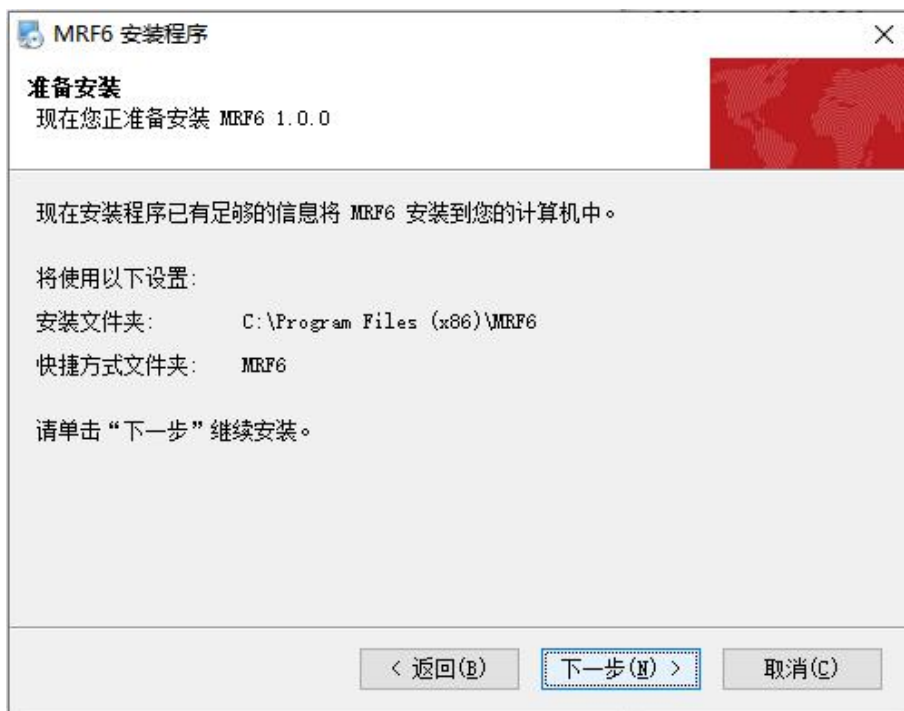 MRF6 安装程序
准备安装
现在您正准备安装 MRF6 1.0.0
现在安装程序已有足够的信息将 MRF6 安装到您的计算机中。
将使用以下设置:
安装文件夹: C:\Program Files (x86)\MRF6
快捷方式文件夹: MRF6
请单击“下一步”继续安装。
< 返回(B) 下一步(N) > 取消(C)